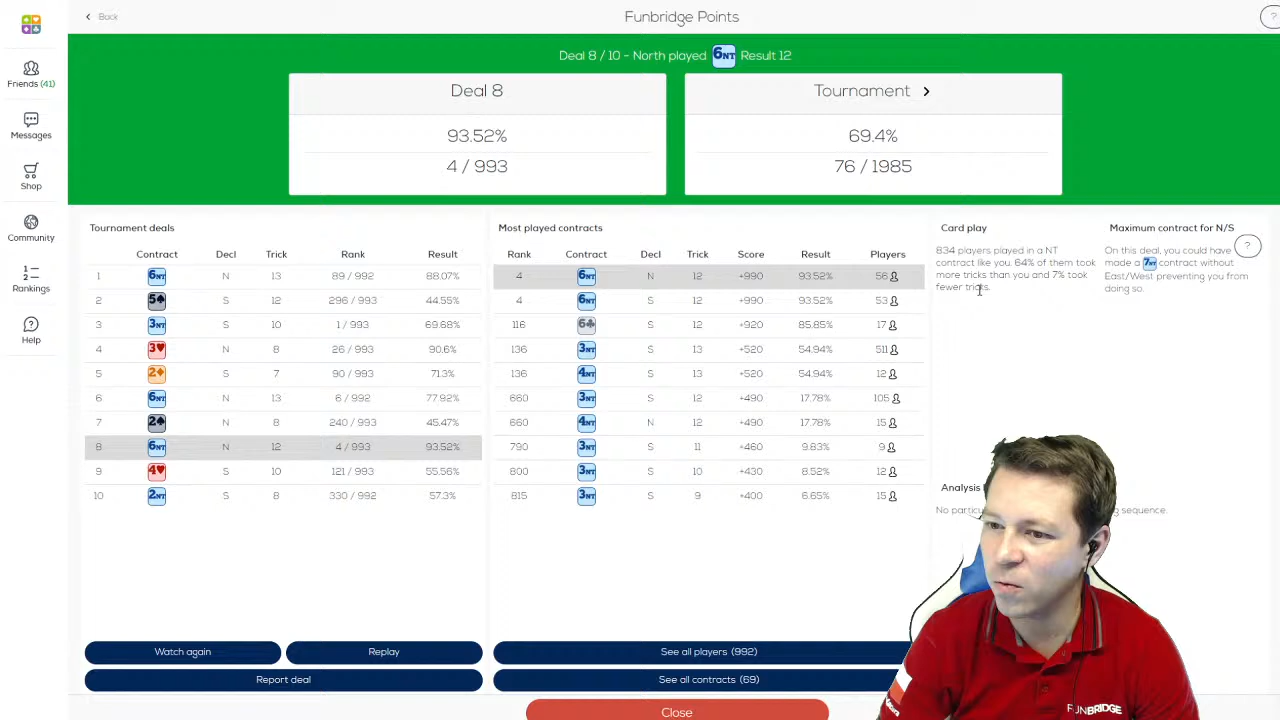 Back
Funbridge Points
?
Friends (41)
Messages
Shop
Community
1
2
Rankings
Help
Deal 8 / 10 - North played 6NT Result 12
Deal 8
93.52%
4 / 993
Tournament
69.4%
76 / 1985
Tournament deals
Contract Decl Trick Rank Result
1 6NT N 13 89 / 992 88.07%
2 5♠ S 12 296 / 993 44.55%
3 3NT S 10 1 / 993 69.68%
4 3♥ N 8 26 / 993 90.6%
5 2♦ S 7 90 / 993 71.3%
6 6NT N 13 6 / 992 77.92%
7 2♠ N 8 240 / 993 45.47%
8 6NT N 12 4 / 993 93.52%
9 4♥ S 10 121 / 993 55.56%
10 2NT S 8 330 / 992 57.3%
Most played contracts
Rank Contract Decl Trick Score Result Players
4 6NT N 12 +990 93.52% 56
4 6NT S 12 +990 93.52% 53
116 6♣ S 12 +920 85.85% 17
136 3NT S 13 +520 54.94% 511
136 4NT S 13 +520 54.94% 12
660 3NT S 12 +490 17.78% 105
660 4NT N 12 +490 17.78% 15
790 3NT S 11 +460 9.83% 9
800 3NT S 10 +430 8.52% 12
815 3NT S 9 +400 6.65% 15
Card play
834 players played in a NT
contract like you. 64% of them took
more tricks than you and 7% took
fewer tricks.
Maximum contract for N/S
?
On this deal, you could have
made a 7NT contract without
East/West preventing you from
doing so.
Analysis
No particu
g sequence.
Watch again
Replay
Report deal
See all players (992)
See all contracts (69)
Close
FUNBRIDGE